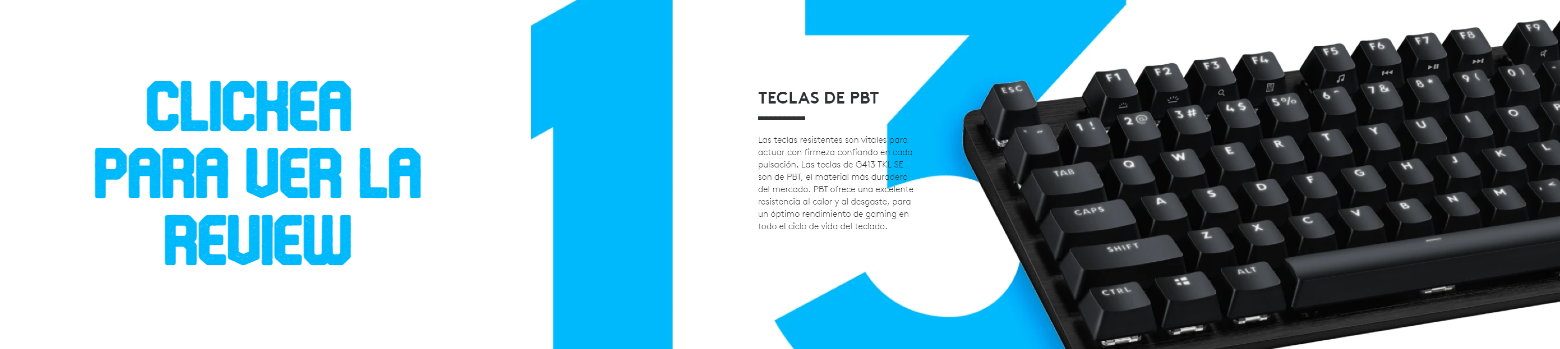 CLICKEA
PARA VER LA
REVIEW
13
TECLAS DE PBT
Las teclas resistentes son vitales para
actuar con firmeza confiando en cada
pulsación. Las teclas de G413 TKL SE
son de PBT, el material más duradero
del mercado. PBT ofrece una excelente
resistencia al calor y al desgaste, para
un óptimo rendimiento de gaming en
todo el ciclo de vida del teclado.
ESC F1 F2 F3 F4 F5 F6 F7 F8 F9
1 ! 2 @ 3 # 4 $ 5 % 6 ^ 7 & 8 * 9 ( 0 )
TAB Q W E R T Y U I O P
CAPS A S D F G H J K L
SHIFT Z X C V B N M
CTRL ALT